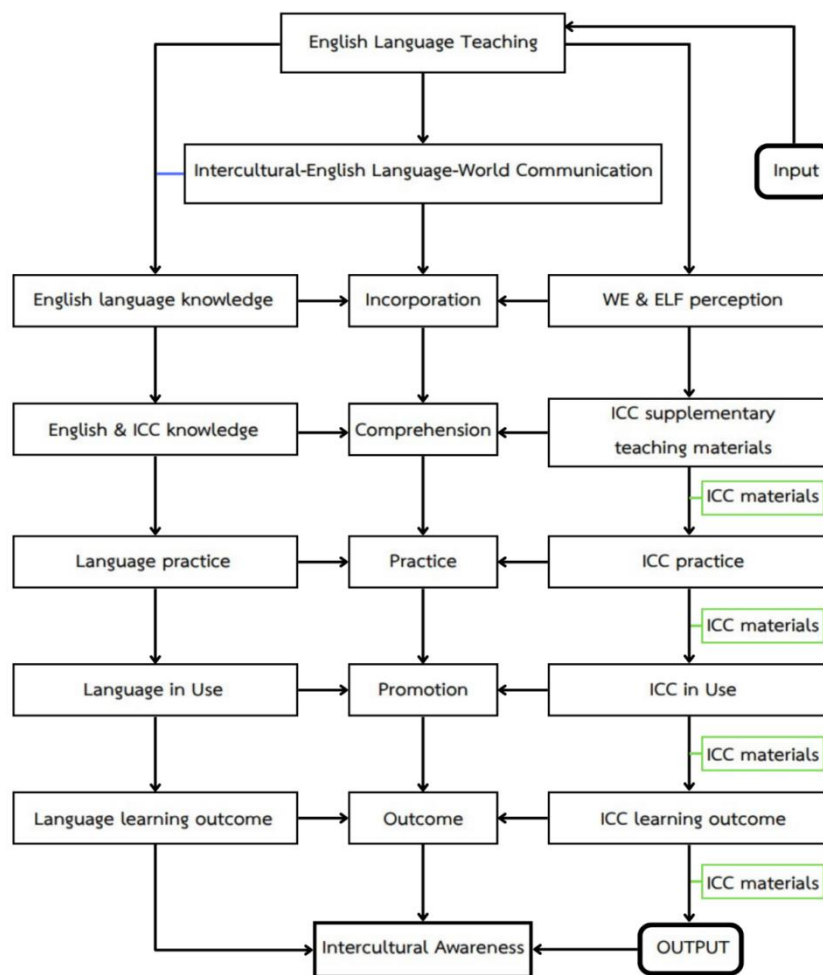 English Language Teaching
Intercultural-English Language-World Communication
Input
English language knowledge
Incorporation
WE & ELF perception
English & ICC knowledge
Comprehension
ICC supplementary
teaching materials
ICC materials
Language practice
Practice
ICC practice
ICC materials
Language in Use
Promotion
ICC in Use
ICC materials
Language learning outcome
Outcome
ICC learning outcome
ICC materials
Intercultural Awareness
OUTPUT